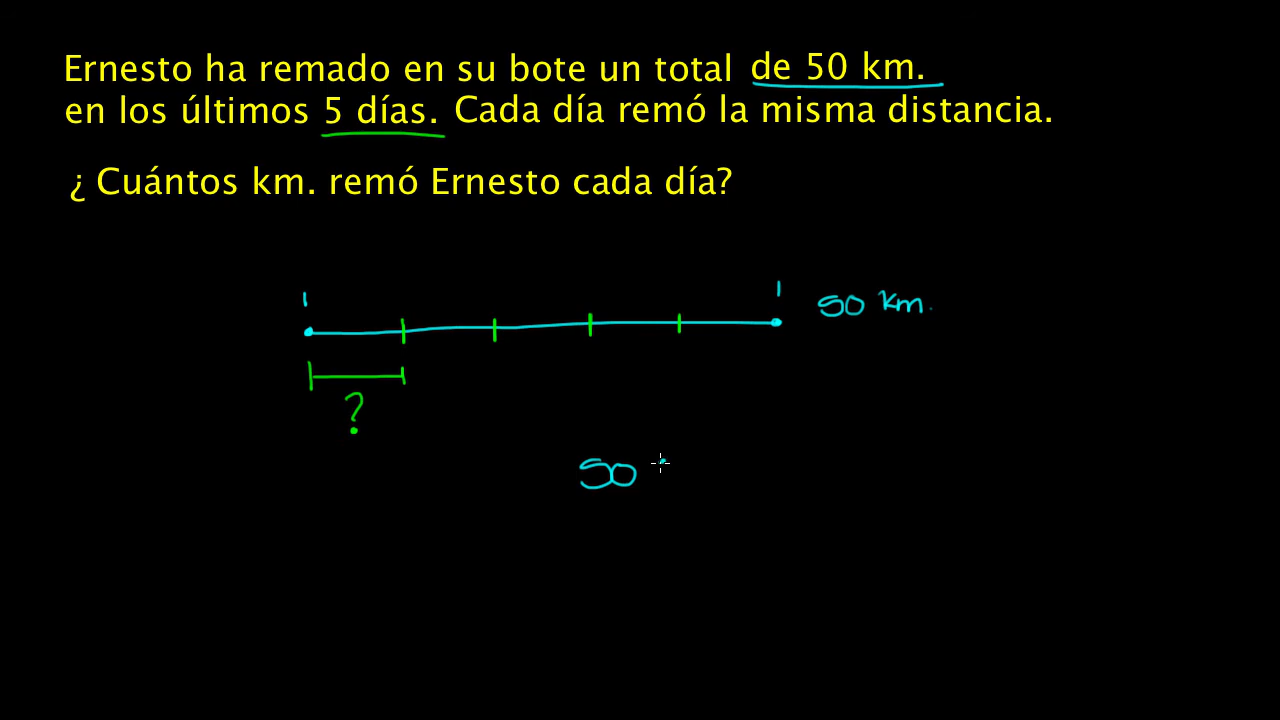 Ernesto ha remado en su bote un total de 50 km.
en los últimos 5 días. Cada día remó la misma distancia.
¿ Cuántos km. remó Ernesto cada día?
50 km.
?
50